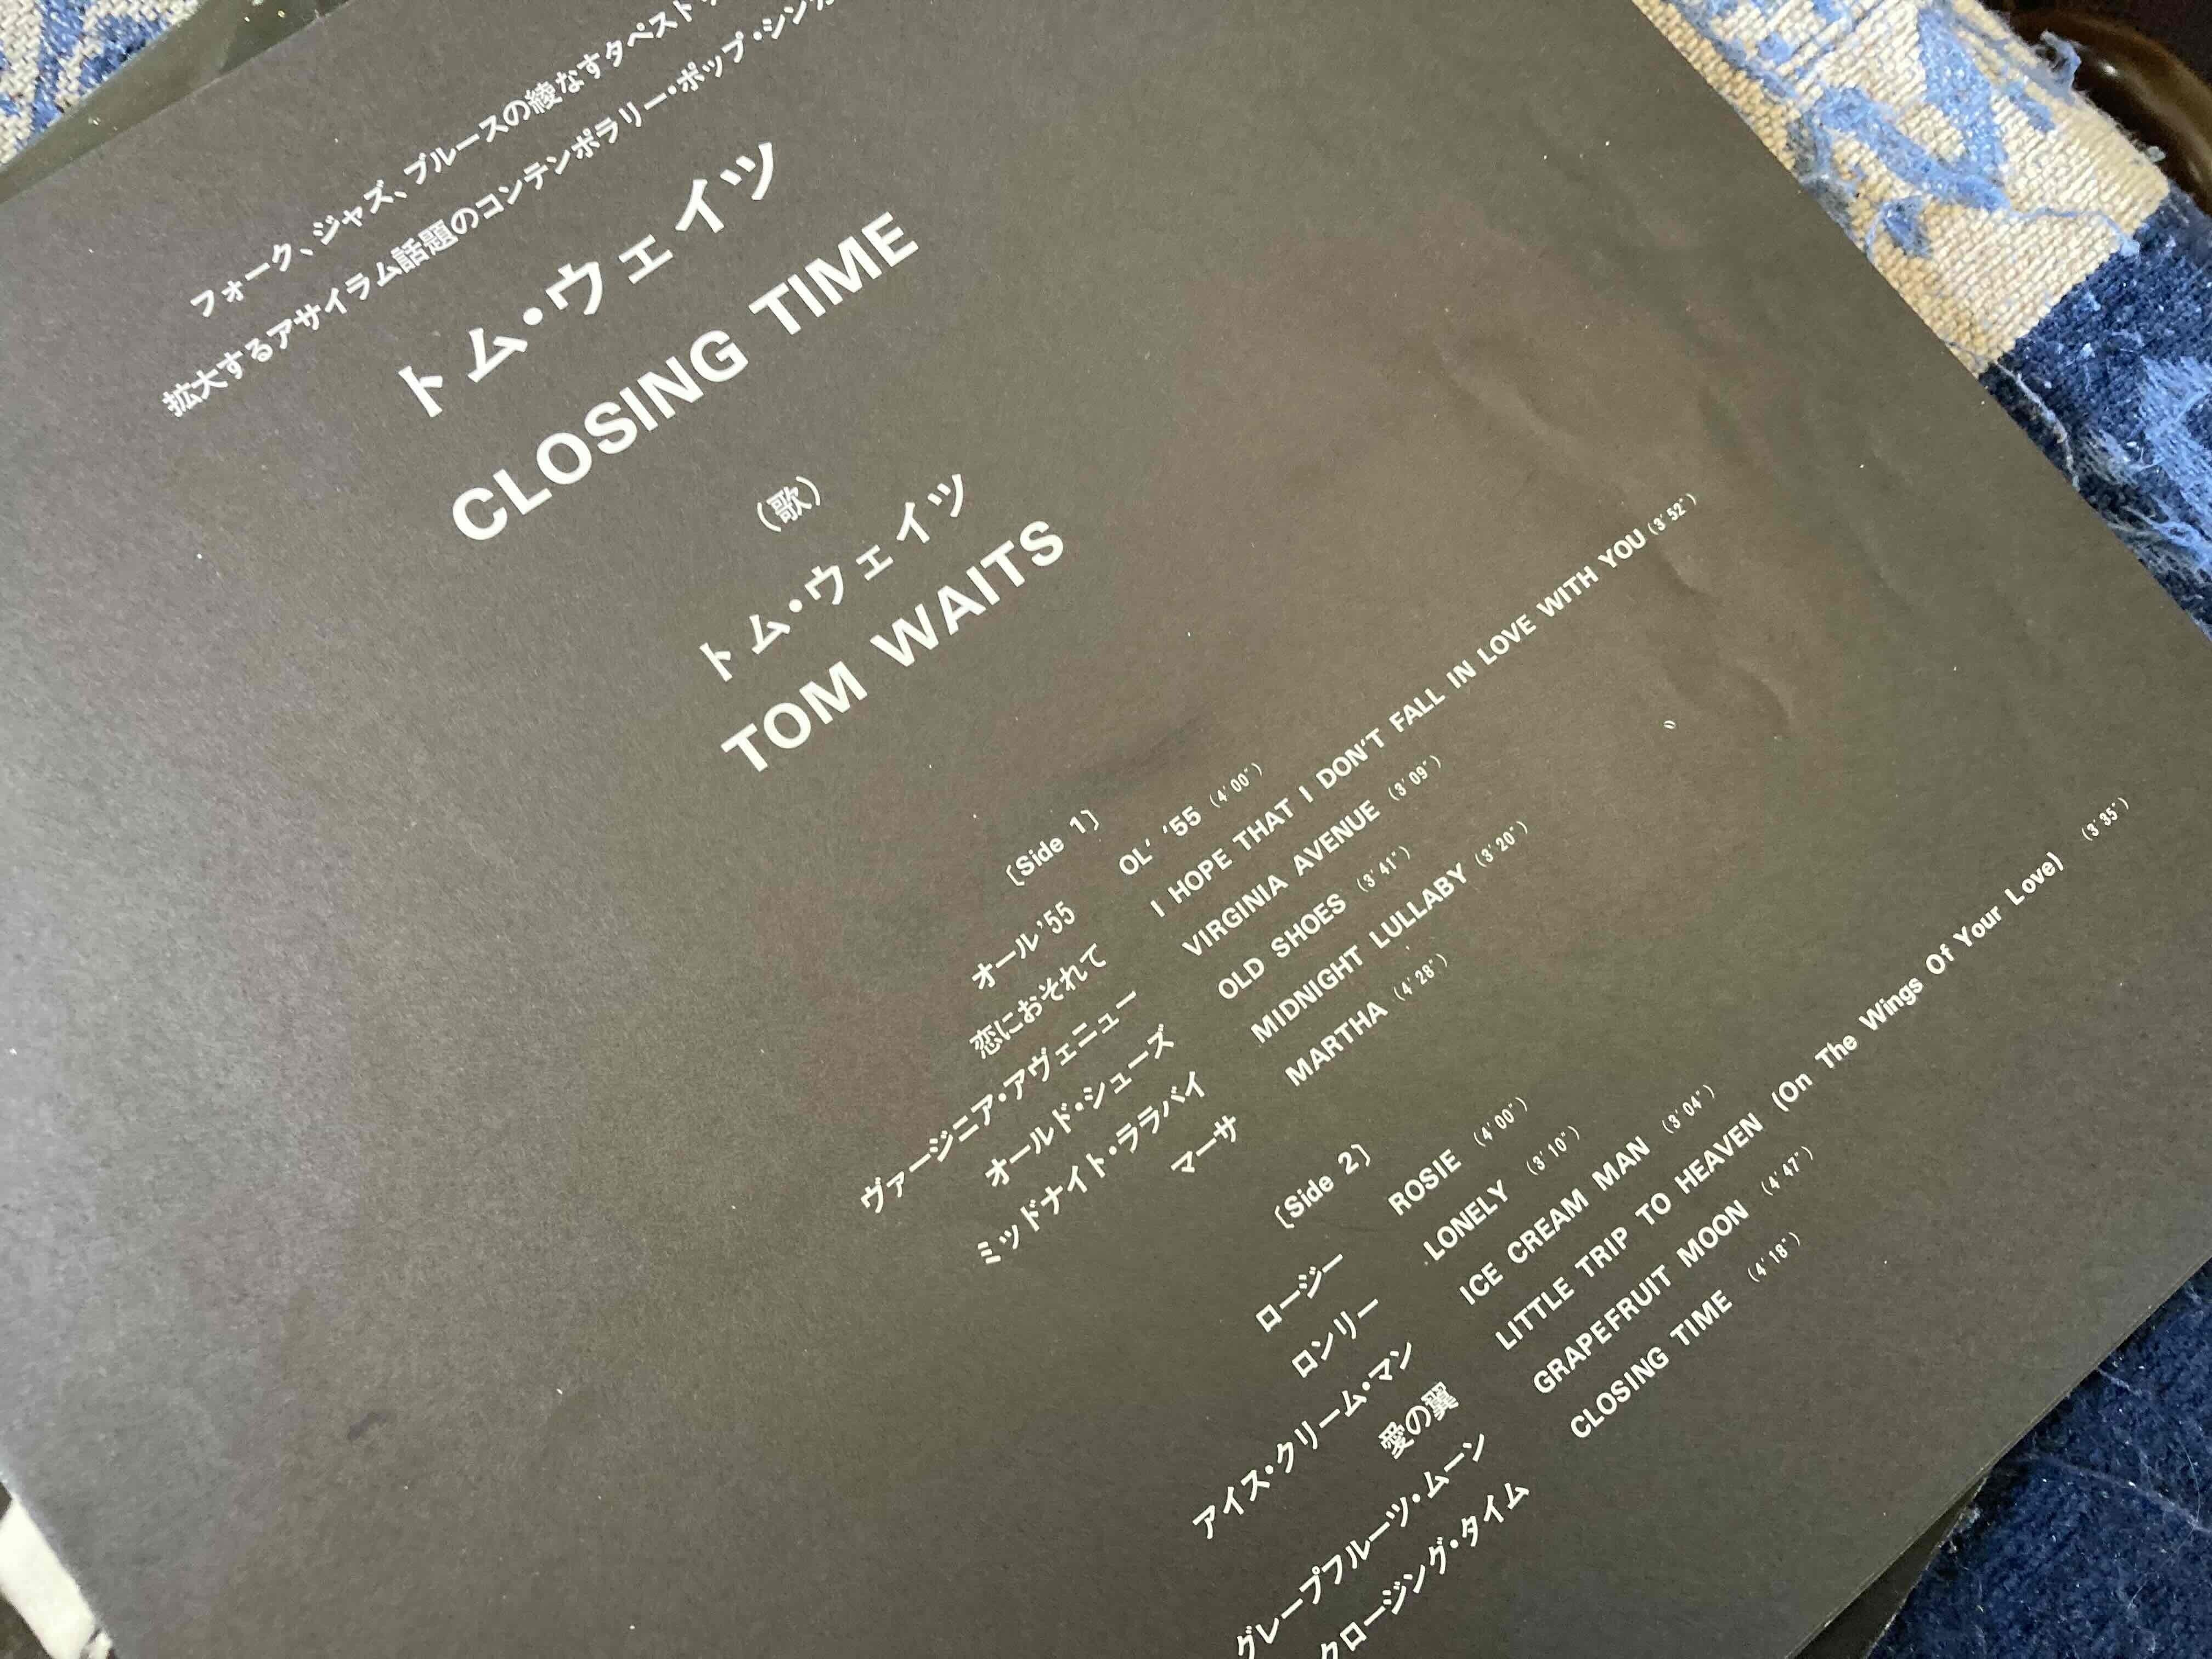 フォーク、ジャズ、ブルースの綾なすタペスト
拡大するアサイラム話題のコンテンポラリー・ポップ・シンガ
トム・ウェイツ
CLOSING TIME
(歌)
トム・ウェイツ
TOM WAITS
〔Side 1〕
オール'55 OL' '55 (4'00")
恋におそれて I HOPE THAT I DON'T FALL IN LOVE WITH YOU (3'52")
ヴァージニア・アヴェニュー VIRGINIA AVENUE (3'09")
オールド・シューズ OLD SHOES (3'41")
ミッドナイト・ララバイ MIDNIGHT LULLABY (3'20")
マーサ MARTHA (4'28")
〔Side 2〕
ロージー ROSIE (4'00")
ロンリー LONELY (3'10")
アイス・クリーム・マン ICE CREAM MAN (3'04")
愛の翼 LITTLE TRIP TO HEAVEN (On The Wings Of Your Love) (3'35")
グレープフルーツ・ムーン GRAPEFRUIT MOON (4'47")
クロージング・タイム CLOSING TIME (4'18")